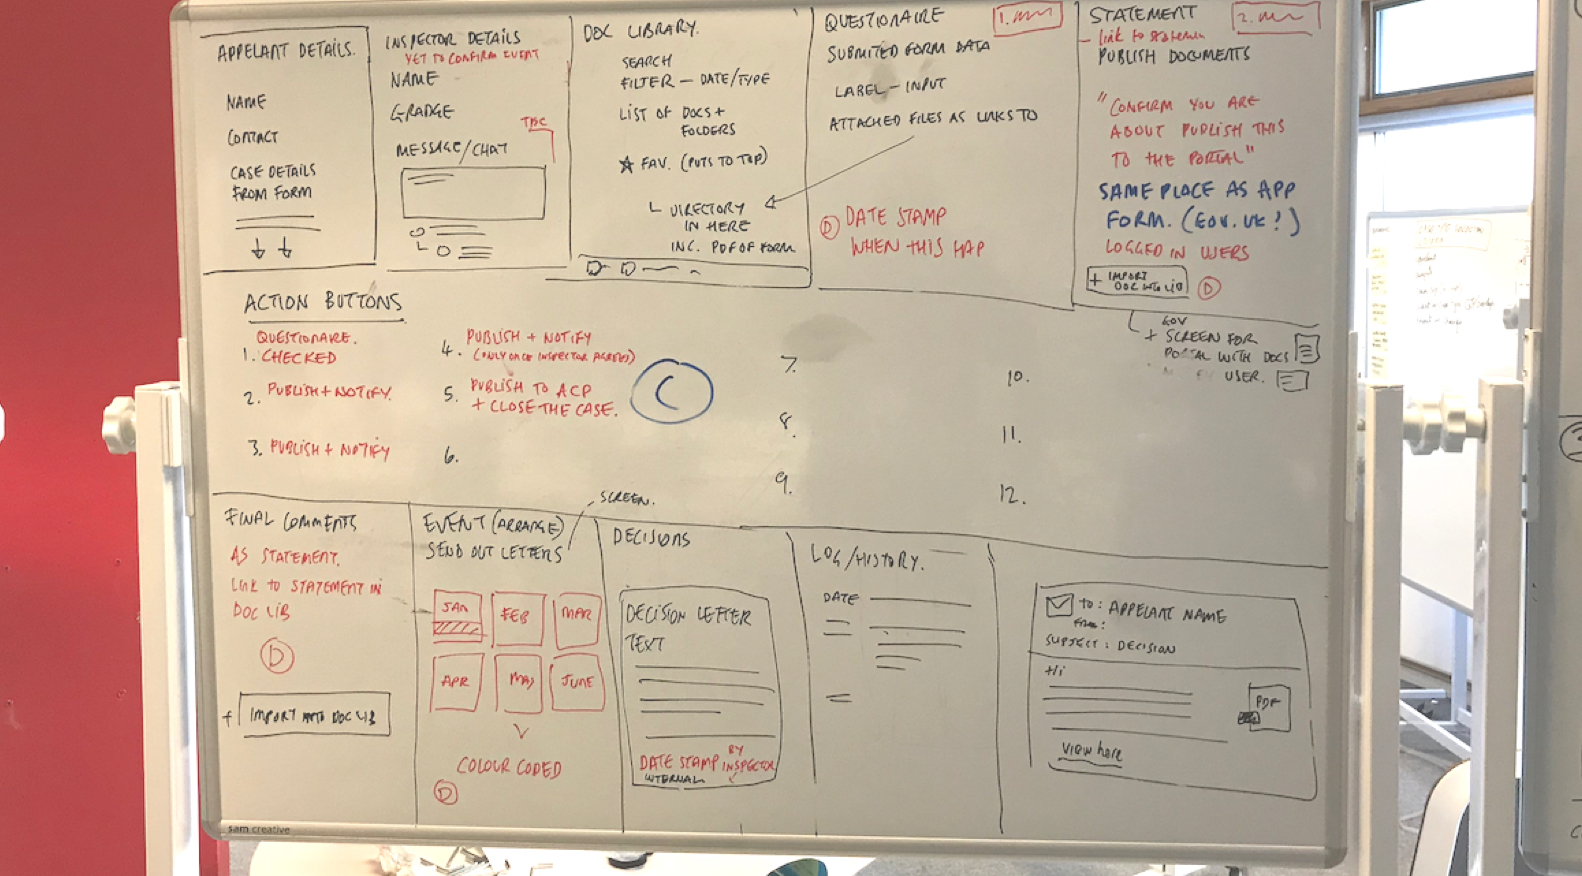 APPELANT DETAILS.
NAME
CONTACT
CASE DETAILS
FROM FORM
INSPECTOR DETAILS
YET TO CONFIRM EVENT
NAME
GRADGE
TBC
MESSAGE/CHAT
DOC LIBRARY.
SEARCH
FILTER – DATE/TYPE
LIST OF DOCS +
FOLDERS
☆ FAV. (PUTS TO TOP)
DIRECTORY
IN HERE
INC. PDF OF FORM
QUESTIONAIRE
1.
SUBMITED FORM DATA
LABEL – INPUT
ATTACHED FILES AS LINKS TO
D DATE STAMP
WHEN THIS HAP
STATEMENT
2.
– link to statemen
PUBLISH DOCUMENTS
"CONFIRM YOU ARE
ABOUT PUBLISH THIS
TO THE PORTAL"
SAME PLACE AS APP
FORM. (GOV.UK!)
LOGGED IN USERS
+ IMPORT
DOC INTO LIB
D
GOV
+ SCREEN FOR
PORTAL WITH DOCS
USER.
ACTION BUTTONS
1. QUESTIONAIRE.
CHECKED
2. PUBLISH + NOTIFY.
3. PUBLISH + NOTIFY
4. PUBLISH + NOTIFY
(ONLY ONCE INSPECTOR AGREES)
5. PUBLISH TO ACP
+ CLOSE THE CASE.
6.
C
7.
8.
9.
10.
11.
12.
FINAL COMMENTS
AS STATEMENT.
Link TO STATEMENT IN
DOC LIB
D
+ IMPORT INTO DOC LIB
SCREEN.
EVENT (ARRANGE)
SEND OUT LETTERS
JAN
FEB
MAR
APR
MAY
JUNE
COLOUR CODED
D
DECISIONS
DECISION LETTER
TEXT
DATE STAMP BY INSPECTOR
INTERNAL
LOG/HISTORY.
DATE
TO: APPELANT NAME
FROM:
SUBJECT: DECISION
Hi
PDF
View here
sam creative